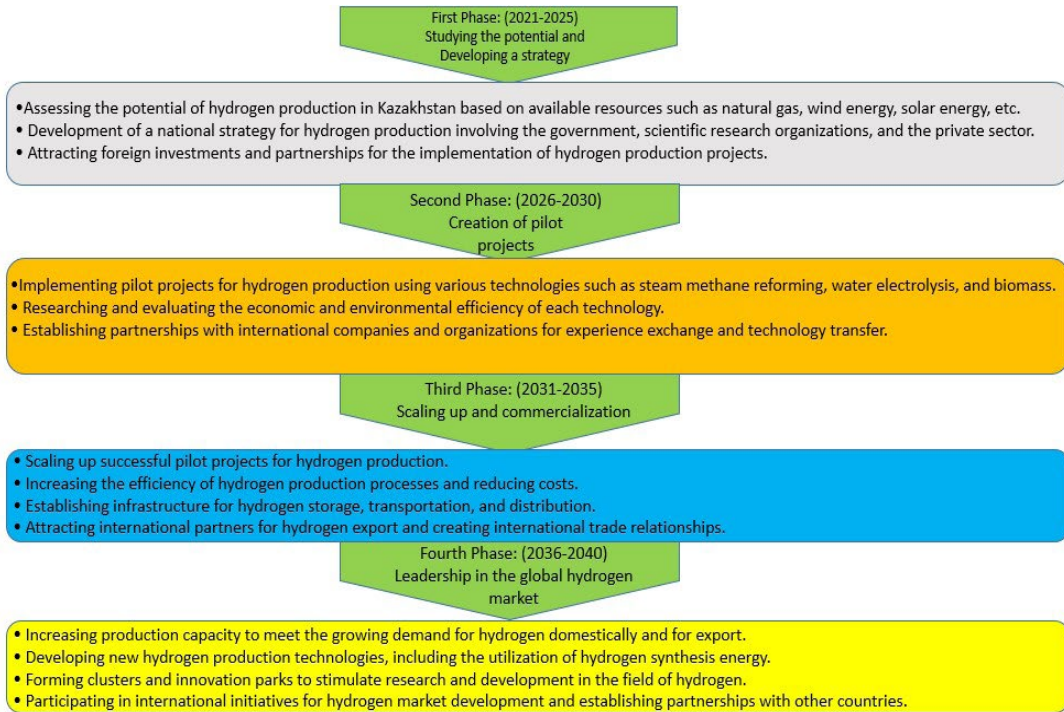 First Phase: (2021-2025)
Studying the potential and
Developing a strategy
•Assessing the potential of hydrogen production in Kazakhstan based on available resources such as natural gas, wind energy, solar energy, etc.
• Development of a national strategy for hydrogen production involving the government, scientific research organizations, and the private sector.
• Attracting foreign investments and partnerships for the implementation of hydrogen production projects.
Second Phase: (2026-2030)
Creation of pilot
projects
•Implementing pilot projects for hydrogen production using various technologies such as steam methane reforming, water electrolysis, and biomass.
• Researching and evaluating the economic and environmental efficiency of each technology.
• Establishing partnerships with international companies and organizations for experience exchange and technology transfer.
Third Phase: (2031-2035)
Scaling up and commercialization
• Scaling up successful pilot projects for hydrogen production.
• Increasing the efficiency of hydrogen production processes and reducing costs.
• Establishing infrastructure for hydrogen storage, transportation, and distribution.
• Attracting international partners for hydrogen export and creating international trade relationships.
Fourth Phase: (2036-2040)
Leadership in the global hydrogen
market
• Increasing production capacity to meet the growing demand for hydrogen domestically and for export.
• Developing new hydrogen production technologies, including the utilization of hydrogen synthesis energy.
• Forming clusters and innovation parks to stimulate research and development in the field of hydrogen.
• Participating in international initiatives for hydrogen market development and establishing partnerships with other countries.